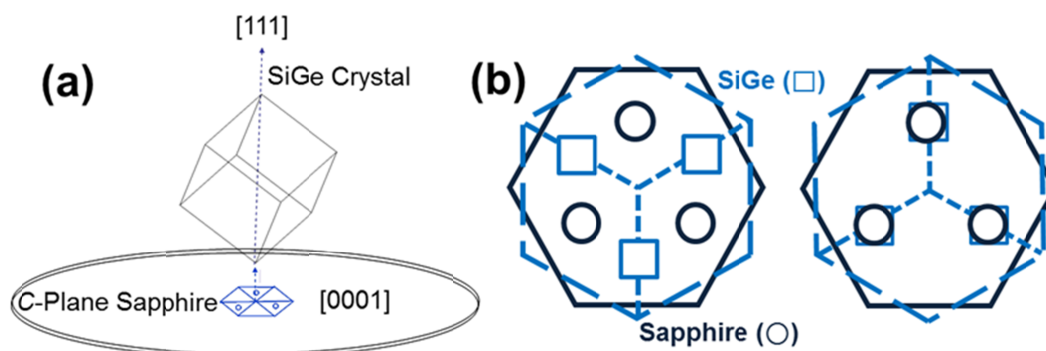 (a)
[111]
SiGe Crystal
C-Plane Sapphire
[0001]
(b)
SiGe (□)
Sapphire (○)